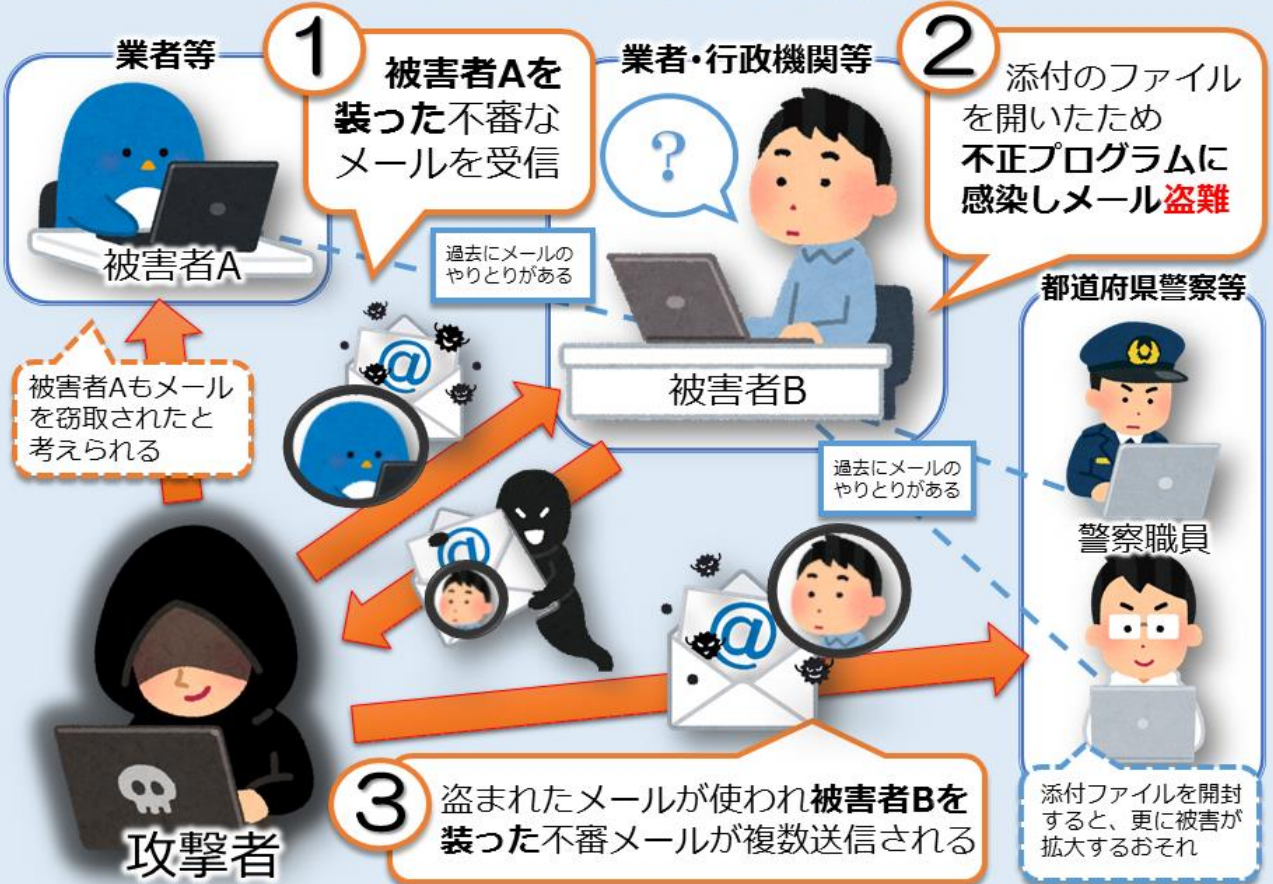 業者等
1
被害者Aを
装った不審な
メールを受信
業者・行政機関等
?
2
添付のファイル
を開いたため
不正プログラムに
感染しメール盗難
被害者A
過去にメールの
やりとりがある
被害者B
都道府県警察等
被害者Aもメール
を窃取されたと
考えられる
@
@
過去にメールの
やりとりがある
警察職員
@
攻撃者
3
盗まれたメールが使われ被害者Bを
装った不審メールが複数送信される
添付ファイルを開封
すると、更に被害が
拡大するおそれ